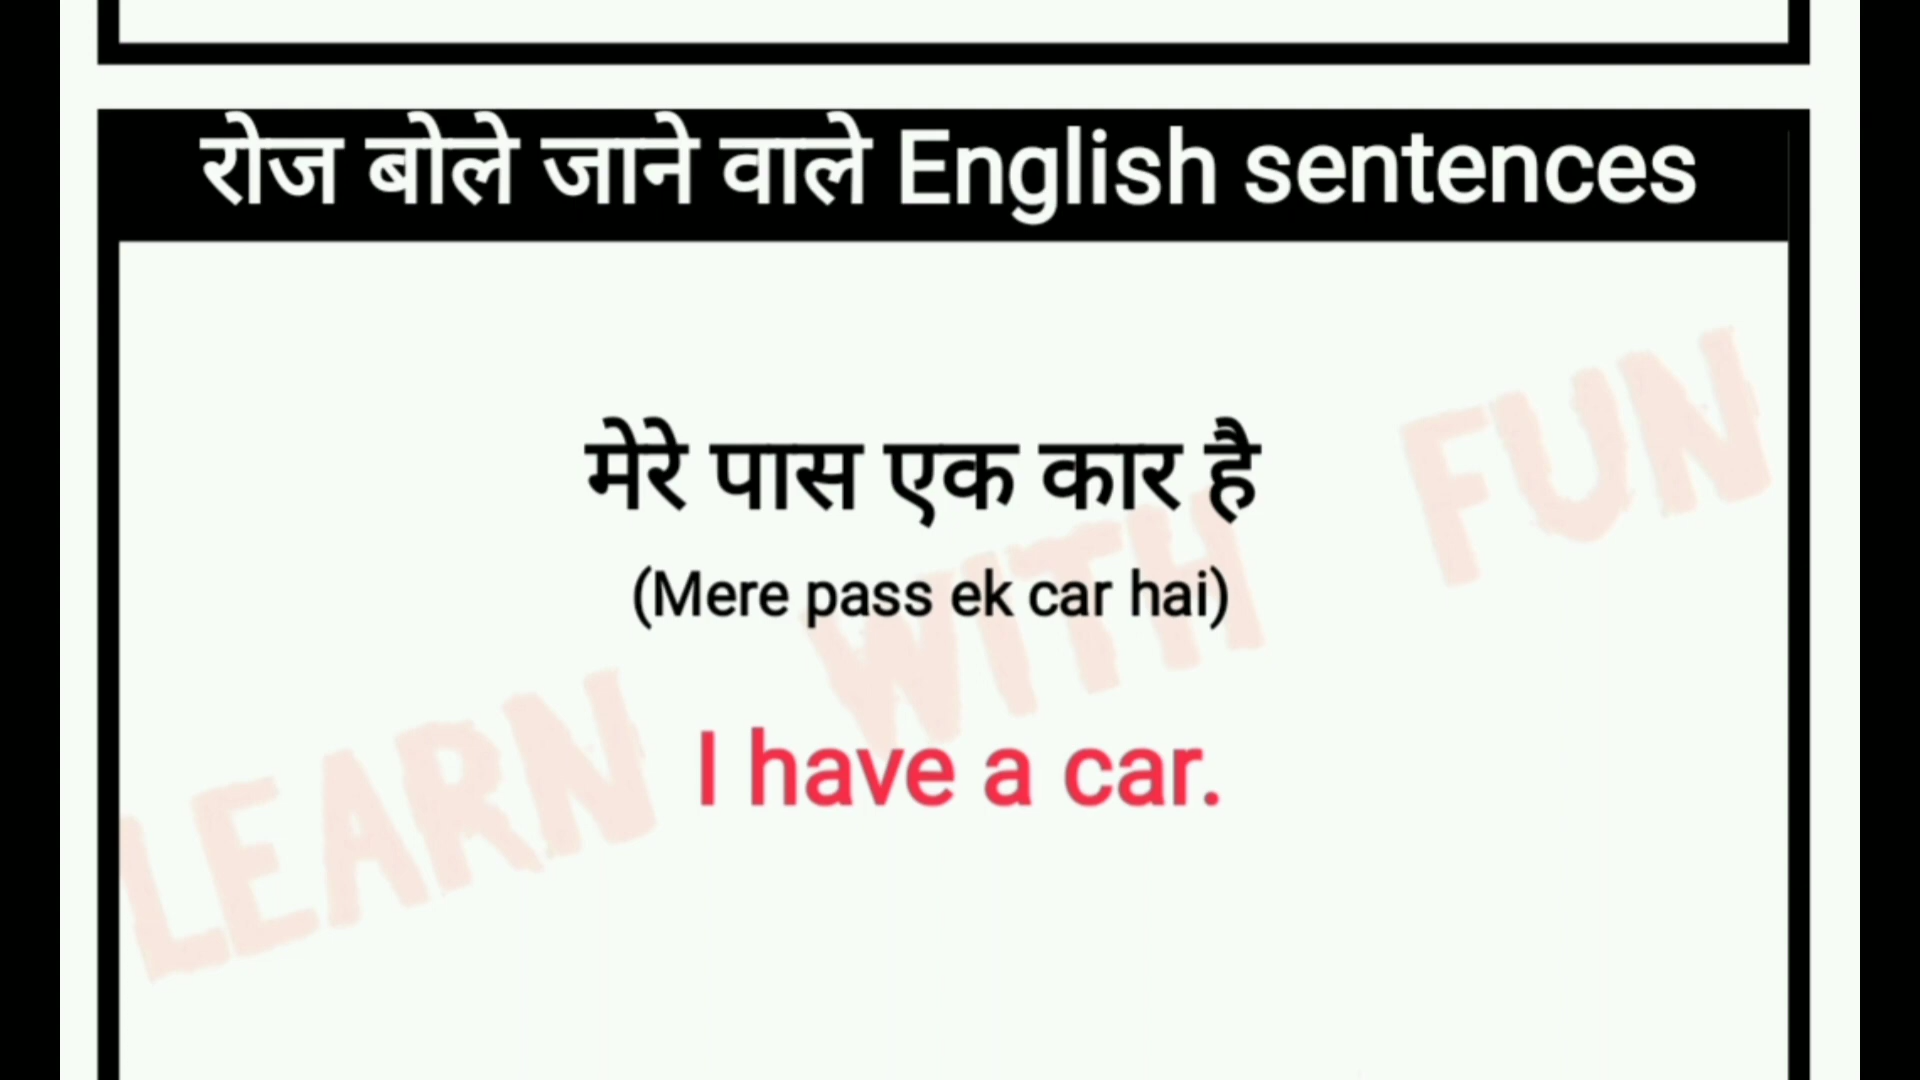 रोज बोले जाने वाले English sentences
मेरे पास एक कार है
(Mere pass ek car hai)
I have a car.
LEARN WITH FUN